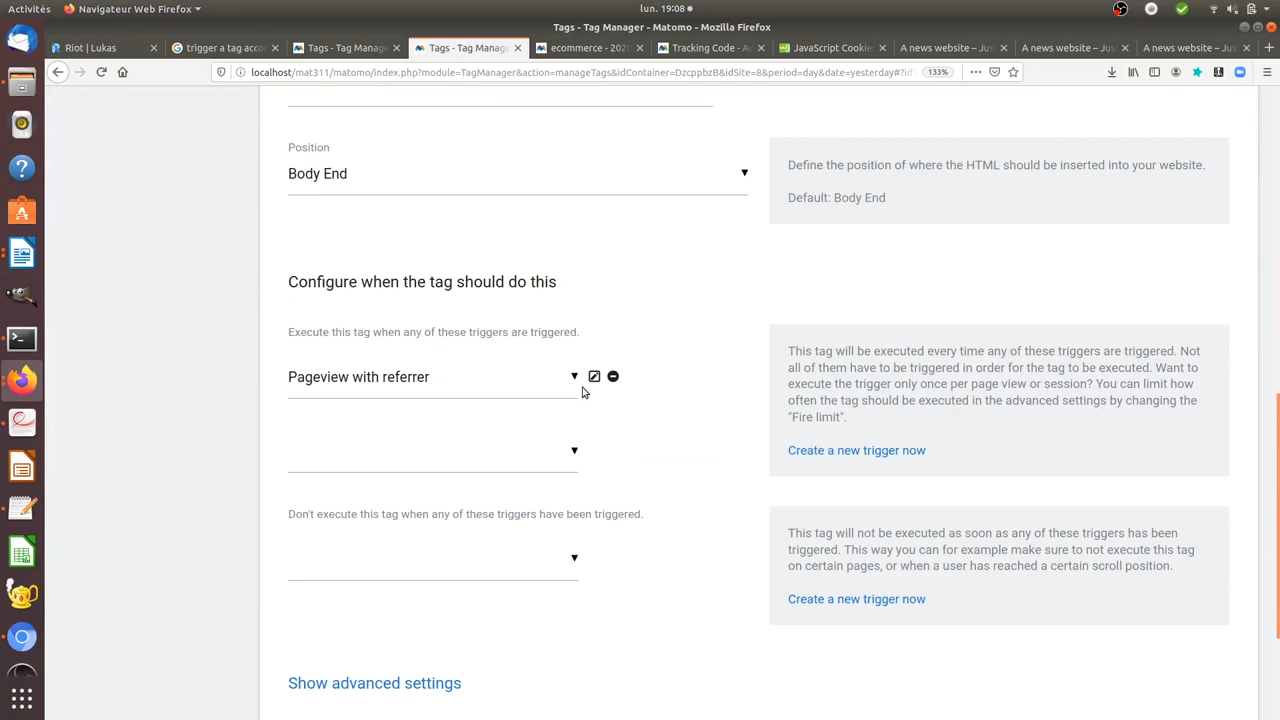 Activités
Navigateur Web Firefox
lun. 19:08
Tags - Tag Manager - Matomo - Mozilla Firefox
Riot | Lukas
trigger a tag acco
Tags - Tag Manage
Tags - Tag Manage
ecommerce - 2020
Tracking Code - A
JavaScript Cookie
A news website – Jus
A news website – Jus
A news website – Jus
localhost/mat311/matomo/index.php?module=TagManager&action=manageTags&idContainer=DzcppbzB&idSite=8&period=day&date=yesterday#?id
133%
Position
Body End
Define the position of where the HTML should be inserted into your website.
Default: Body End
Configure when the tag should do this
Execute this tag when any of these triggers are triggered.
Pageview with referrer
This tag will be executed every time any of these triggers are triggered. Not
all of them have to be triggered in order for the tag to be executed. Want to
execute the trigger only once per page view or session? You can limit how
often the tag should be executed in the advanced settings by changing the
"Fire limit".
Create a new trigger now
Don't execute this tag when any of these triggers have been triggered.
This tag will not be executed as soon as any of these triggers has been
triggered. This way you can for example make sure to not execute this tag
on certain pages, or when a user has reached a certain scroll position.
Create a new trigger now
Show advanced settings